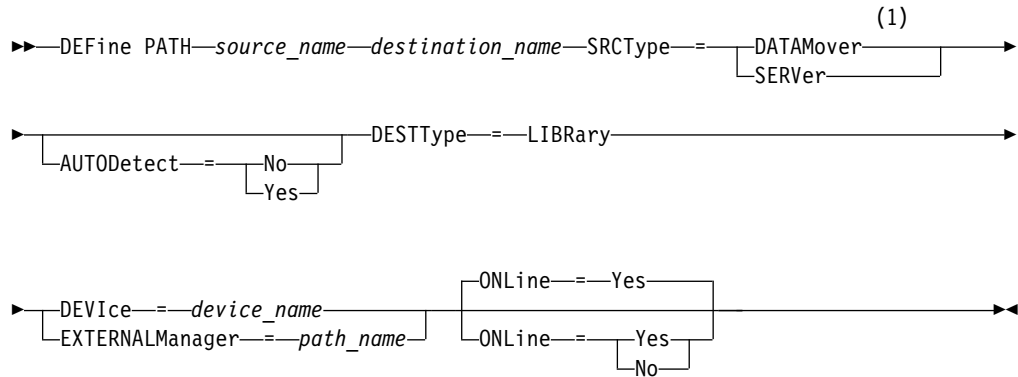 (1)
DEFine PATH source_name destination_name SRCType = DATAMover
SERVer
AUTODetect = No DESTType = LIBRary
Yes
ONLine = Yes
DEVIce = device_name
EXTERNALManager = path_name ONLine = Yes
No